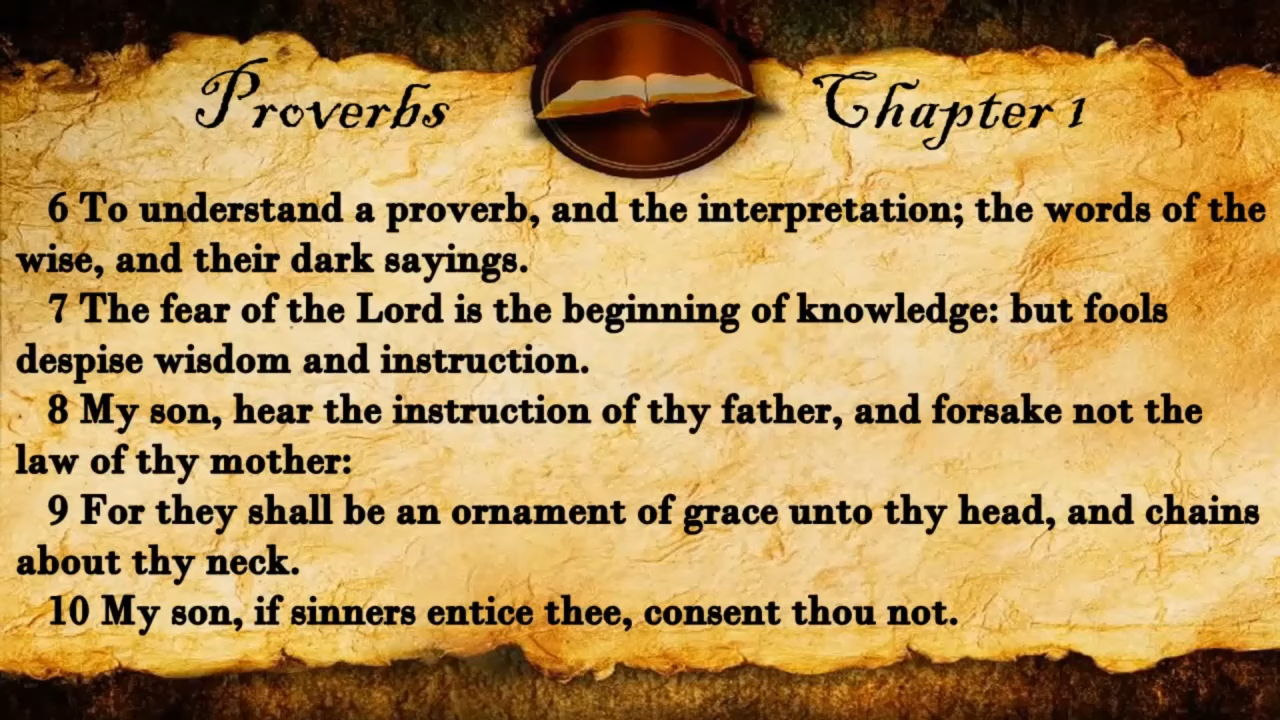 Proverbs Chapter 1
6 To understand a proverb, and the interpretation; the words of the
wise, and their dark sayings.
7 The fear of the Lord is the beginning of knowledge: but fools
despise wisdom and instruction.
8 My son, hear the instruction of thy father, and forsake not the
law of thy mother:
9 For they shall be an ornament of grace unto thy head, and chains
about thy neck.
10 My son, if sinners entice thee, consent thou not.